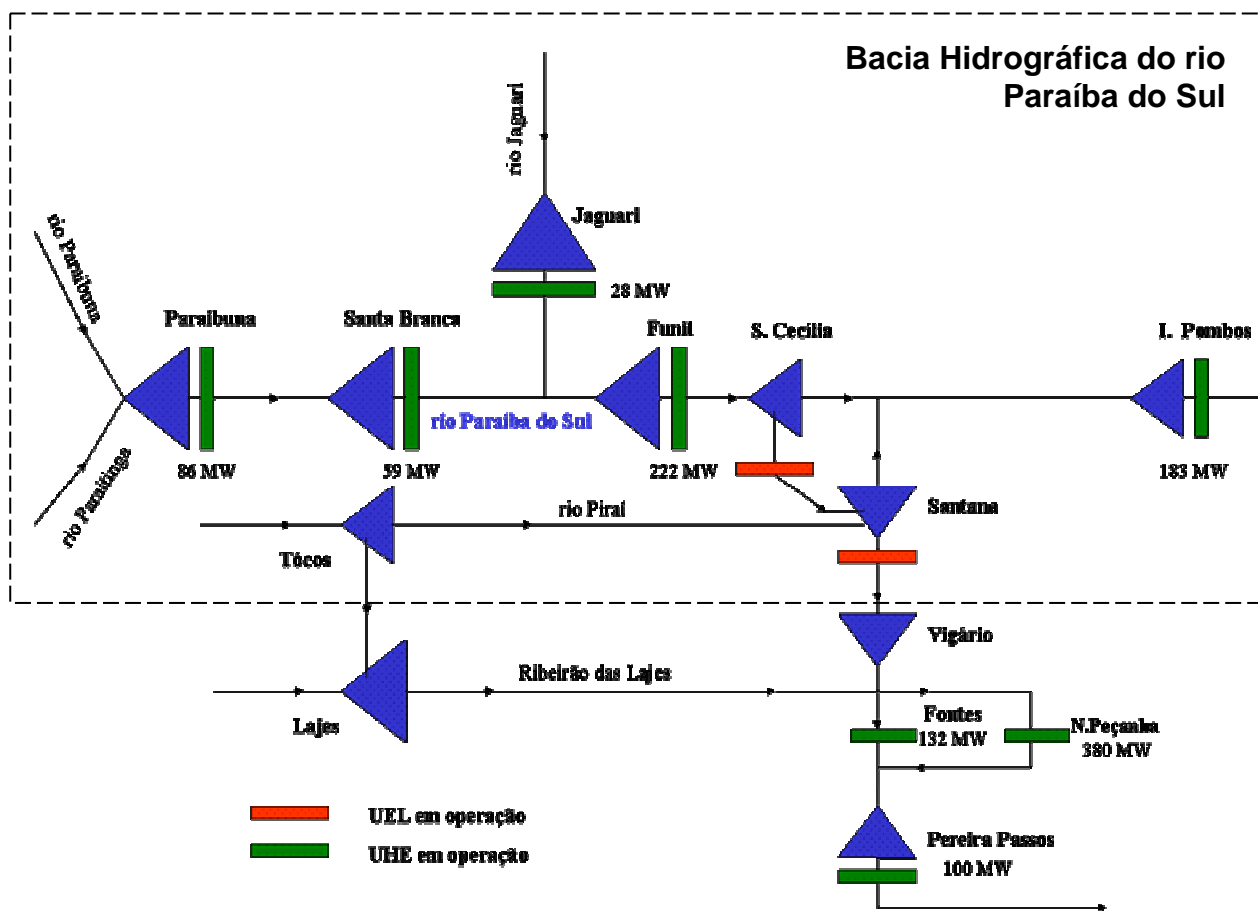 Bacia Hidrográfica do rio
Paraíba do Sul
rio Jaguari
Jaguari
28 MW
rio Paraibuna
Paraibuna
Santa Branca
Funil
S. Cecília
I. Pombos
rio Paraíba do Sul
86 MW
59 MW
222 MW
183 MW
rio Paraitinga
rio Piraí
Santana
Tócos
Vigário
Ribeirão das Lajes
Lajes
Fontes
132 MW
N.Peçanha
380 MW
UEL em operação
UHE em operação
Pereira Passos
100 MW